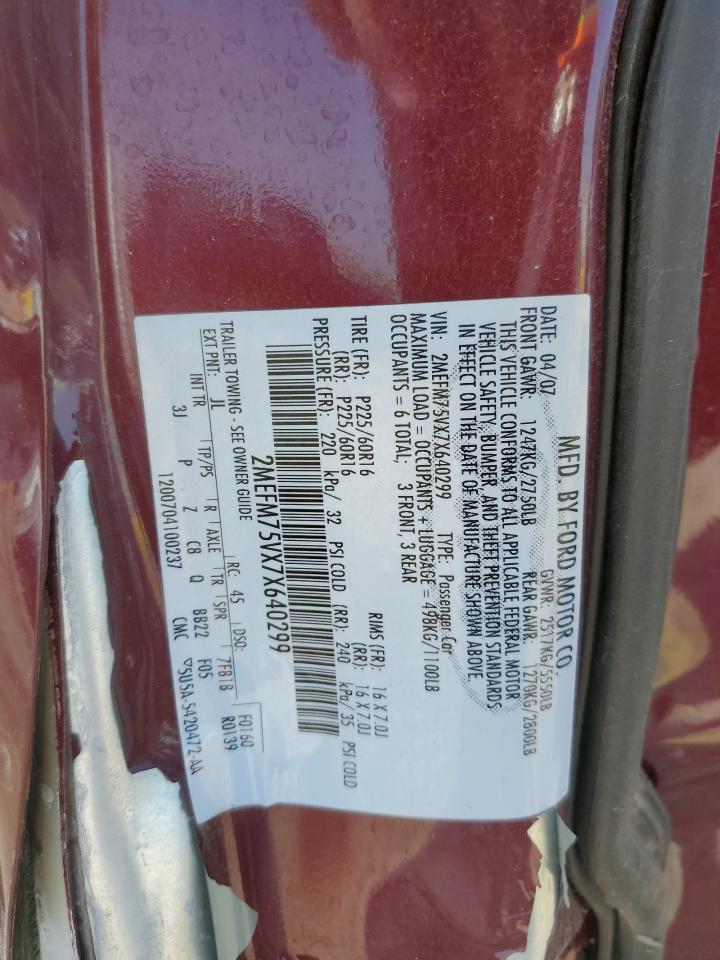 MFD. BY FORD MOTOR CO.
DATE: 04/07 GVWR: 2517KG/5550LB
FRONT GAWR: 1247KG/2750LB REAR GAWR: 1270KG/2800LB
THIS VEHICLE CONFORMS TO ALL APPLICABLE FEDERAL MOTOR
VEHICLE SAFETY, BUMPER, AND THEFT PREVENTION STANDARDS
IN EFFECT ON THE DATE OF MANUFACTURE SHOWN ABOVE.
VIN: 2MEFM75VX7X640299 TYPE: Passenger Car
MAXIMUM LOAD = OCCUPANTS + LUGGAGE = 498KG/1100LB
OCCUPANTS = 6 TOTAL: 3 FRONT, 3 REAR
TIRE (FR): P225/60R16 RIMS (FR): 16 X 7.0J
(RR): P225/60R16 (RR): 16 X 7.0J
PRESSURE (FR): 220 kPa/ 32 PSI COLD (RR): 240 kPa/35 PSI COLD
2MEFM75VX7X640299
TRAILER TOWING - SEE OWNER GUIDE
EXT PNT: JL RC: 45 DSO: F0160
INT TR TP/PS R AXLE TR SPR 7FB1B R0139
3J P Z C8 Q BB22 F05
1200704100237 CMC ▽5U5A-5420472-AA